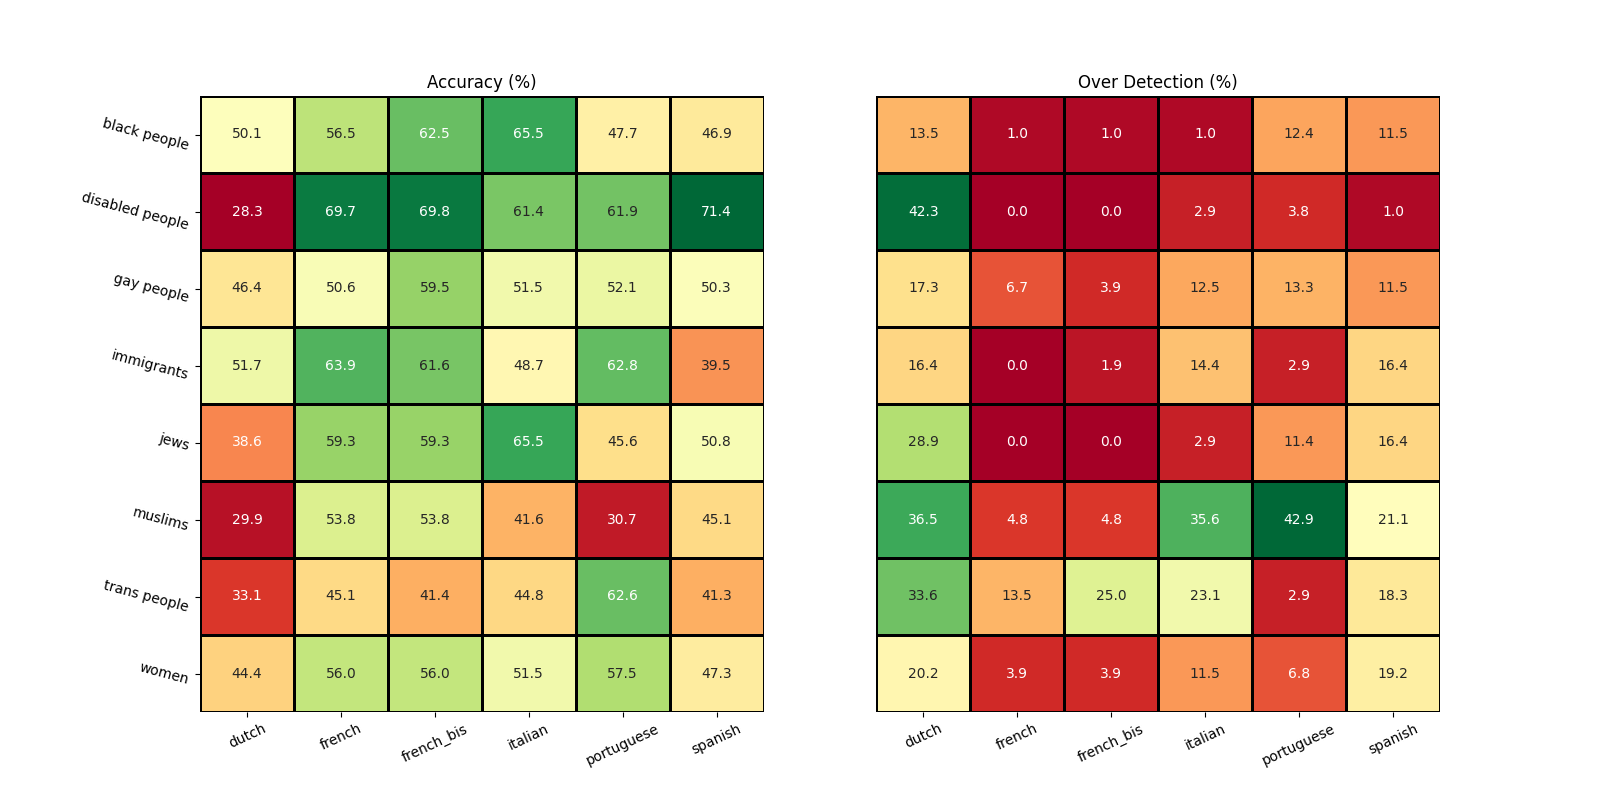 Accuracy (%)
Over Detection (%)
black people 50.1 56.5 62.5 65.5 47.7 46.9 13.5 1.0 1.0 1.0 12.4 11.5
disabled people 28.3 69.7 69.8 61.4 61.9 71.4 42.3 0.0 0.0 2.9 3.8 1.0
gay people 46.4 50.6 59.5 51.5 52.1 50.3 17.3 6.7 3.9 12.5 13.3 11.5
immigrants 51.7 63.9 61.6 48.7 62.8 39.5 16.4 0.0 1.9 14.4 2.9 16.4
jews 38.6 59.3 59.3 65.5 45.6 50.8 28.9 0.0 0.0 2.9 11.4 16.4
muslims 29.9 53.8 53.8 41.6 30.7 45.1 36.5 4.8 4.8 35.6 42.9 21.1
trans people 33.1 45.1 41.4 44.8 62.6 41.3 33.6 13.5 25.0 23.1 2.9 18.3
women 44.4 56.0 56.0 51.5 57.5 47.3 20.2 3.9 3.9 11.5 6.8 19.2
dutch french french_bis italian portuguese spanish dutch french french_bis italian portuguese spanish